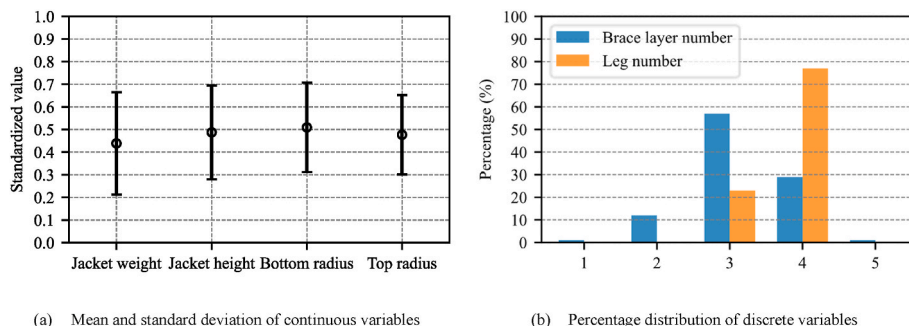 1.0
0.9
0.8
0.7
0.6
0.5
0.4
0.3
0.2
0.1
0.0
Standardized value
Jacket weight Jacket height Bottom radius Top radius
(a) Mean and standard deviation of continuous variables
100
90
80
70
60
50
40
30
20
10
0
Percentage (%)
Brace layer number
Leg number
1 2 3 4 5
(b) Percentage distribution of discrete variables